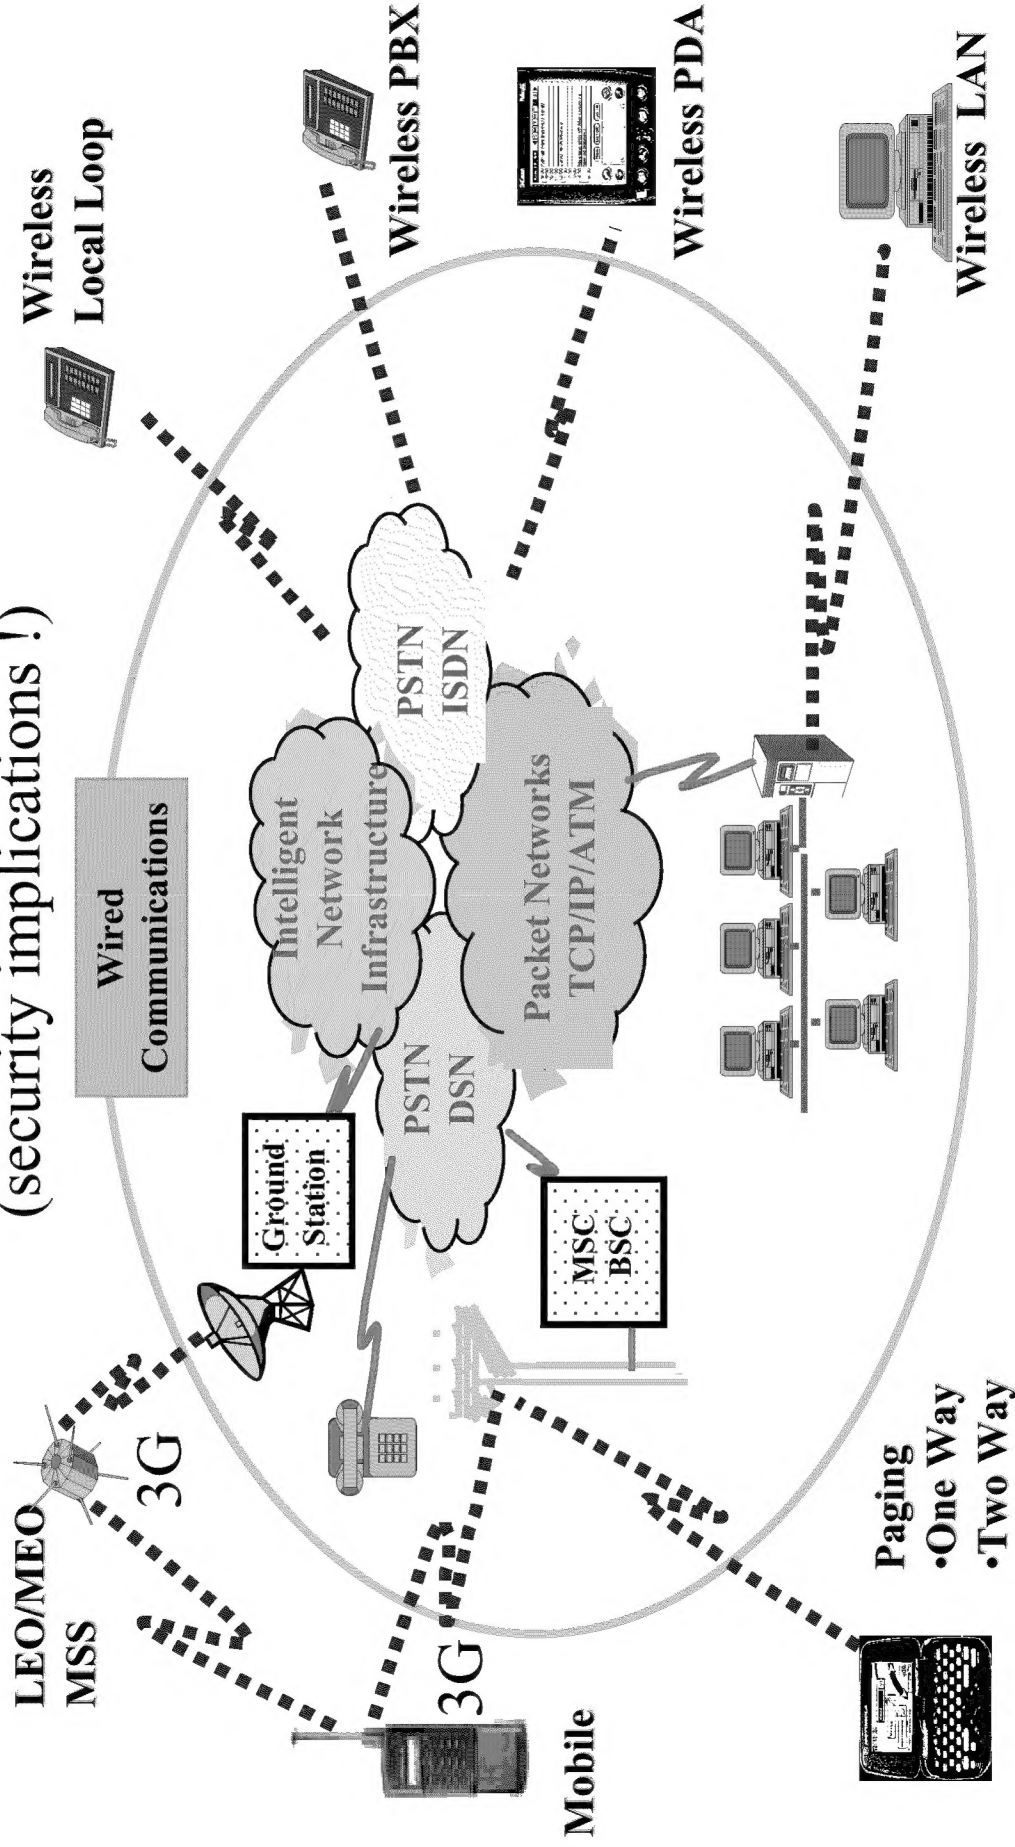 (security implications !)
LEO/MEO
MSS
3G
Wired
Communications
Wireless
Local Loop
Ground
Station
Intelligent
Network
Infrastructure
PSTN
ISDN
Wireless PBX
PSTN
DSN
Packet Networks
TCP/IP/ATM
3G
Mobile
MSC
BSC
Wireless PDA
Paging
•One Way
•Two Way
Wireless LAN